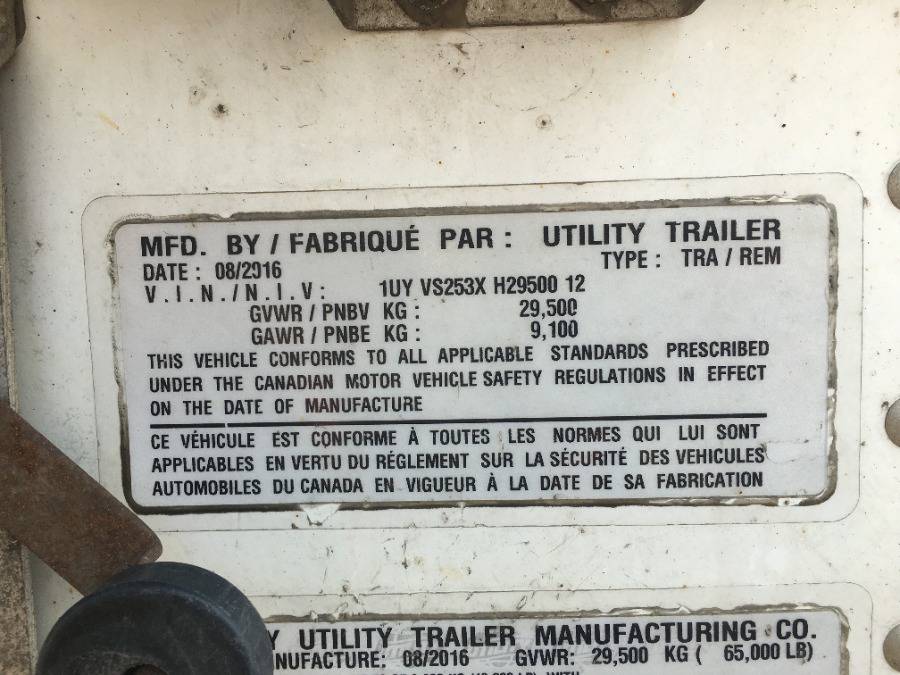 MFD. BY / FABRIQUÉ PAR : UTILITY TRAILER
DATE : 08/2016 TYPE : TRA / REM
V.I.N./N.I.V: 1UY VS253X H29500 12
GVWR / PNBV KG : 29,500
GAWR / PNBE KG : 9,100
THIS VEHICLE CONFORMS TO ALL APPLICABLE STANDARDS PRESCRIBED
UNDER THE CANADIAN MOTOR VEHICLE SAFETY REGULATIONS IN EFFECT
ON THE DATE OF MANUFACTURE
CE VÉHICULE EST CONFORME À TOUTES LES NORMES QUI LUI SONT
APPLICABLES EN VERTU DU RÉGLEMENT SUR LA SÉCURITÉ DES VEHICULES
AUTOMOBILES DU CANADA EN VIGUEUR À LA DATE DE SA FABRICATION
Y UTILITY TRAILER MANUFACTURING CO.
NUFACTURE: 08/2016 GVWR: 29,500 KG ( 65,000 LB)